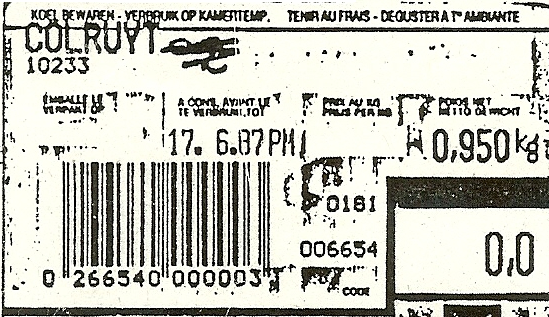 KOEL BEWAREN - VERBRUIK OP KAMERTEMP. TENIR AU FRAIS - DEGUSTER A T° AMBIANTE
COLRUYT
10233
EMBALLE LE A CONS. AVANT LE PRIX AU KG POIDS NET
VERPAKT OP TE VERBRUIK. TOT PRIJS PER KG NETTO GEWICHT
17. 6.87 PM 0,950 kg
0181
006654
0,0
0 266540 000003
CODE